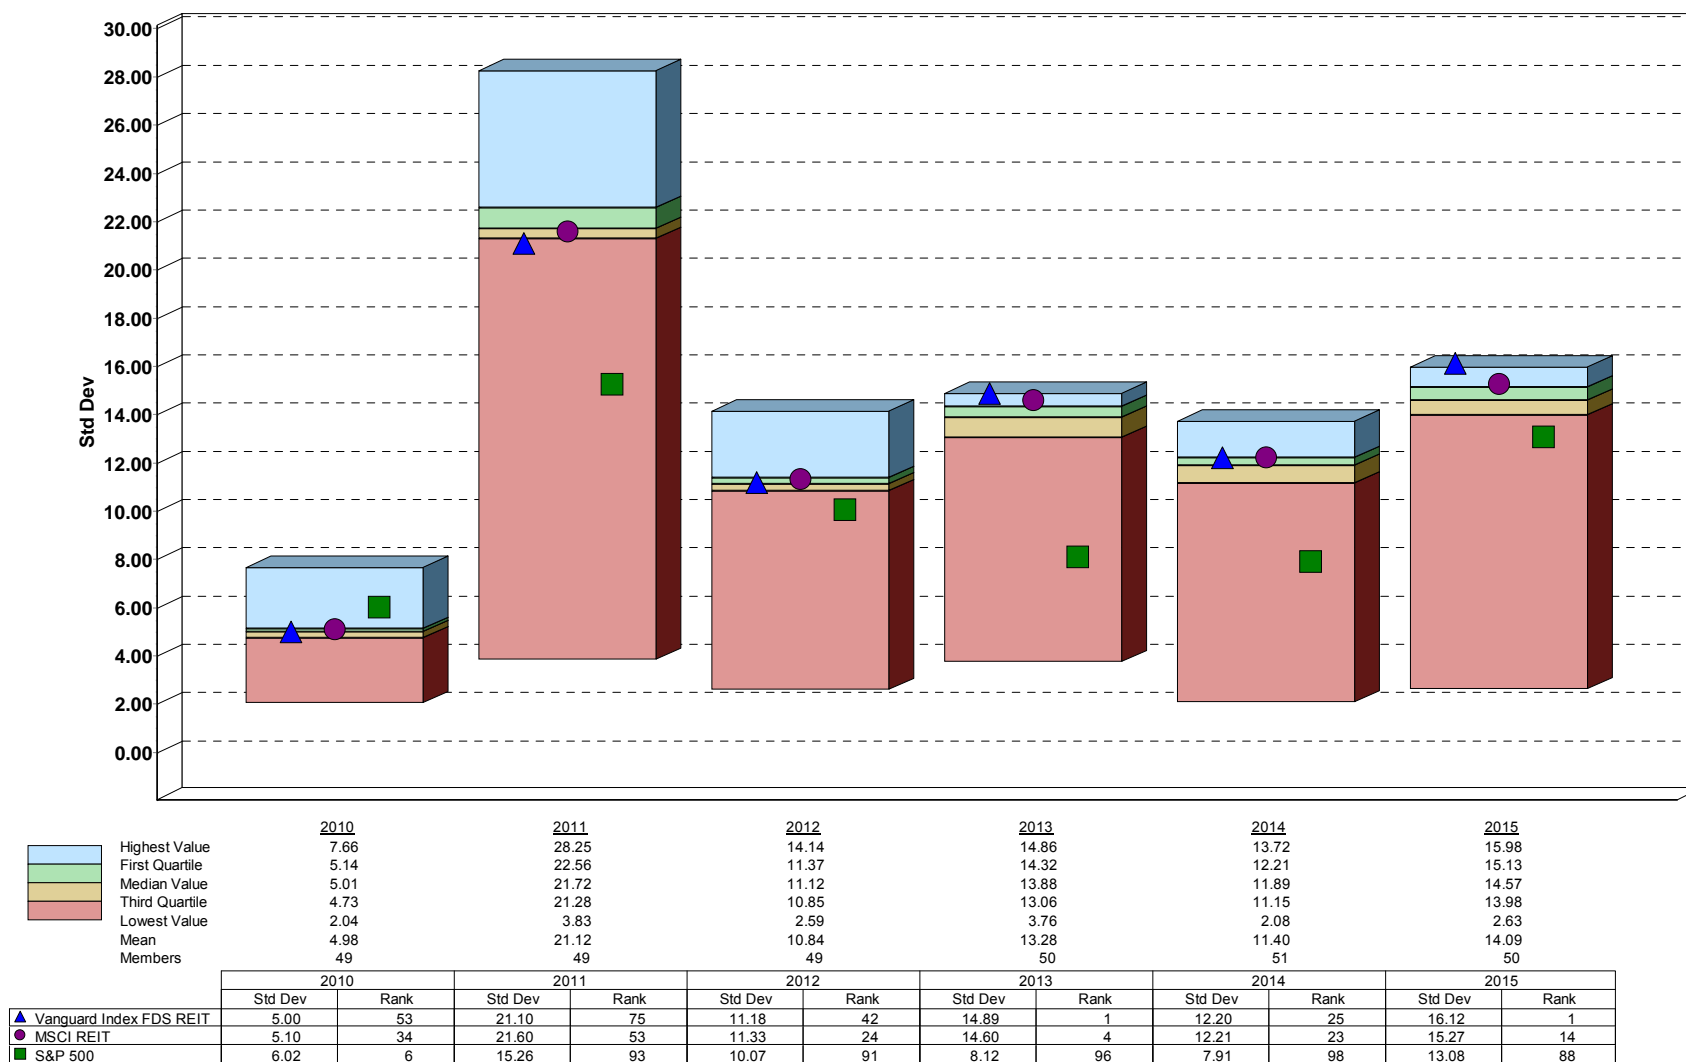 30.00
28.00
26.00
24.00
22.00
20.00
18.00
16.00
14.00
12.00
10.00
8.00
6.00
4.00
2.00
0.00
Std Dev
2010 2011 2012 2013 2014 2015
Highest Value 7.66 28.25 14.14 14.86 13.72 15.98
First Quartile 5.14 22.56 11.37 14.32 12.21 15.13
Median Value 5.01 21.72 11.12 13.88 11.89 14.57
Third Quartile 4.73 21.28 10.85 13.06 11.15 13.98
Lowest Value 2.04 3.83 2.59 3.76 2.08 2.63
Mean 4.98 21.12 10.84 13.28 11.40 14.09
Members 49 49 49 50 51 50
2010 2011 2012 2013 2014 2015
Std Dev Rank Std Dev Rank Std Dev Rank Std Dev Rank Std Dev Rank Std Dev Rank
Vanguard Index FDS REIT 5.00 53 21.10 75 11.18 42 14.89 1 12.20 25 16.12 1
MSCI REIT 5.10 34 21.60 53 11.33 24 14.60 4 12.21 23 15.27 14
S&P 500 6.02 6 15.26 93 10.07 91 8.12 96 7.91 98 13.08 88